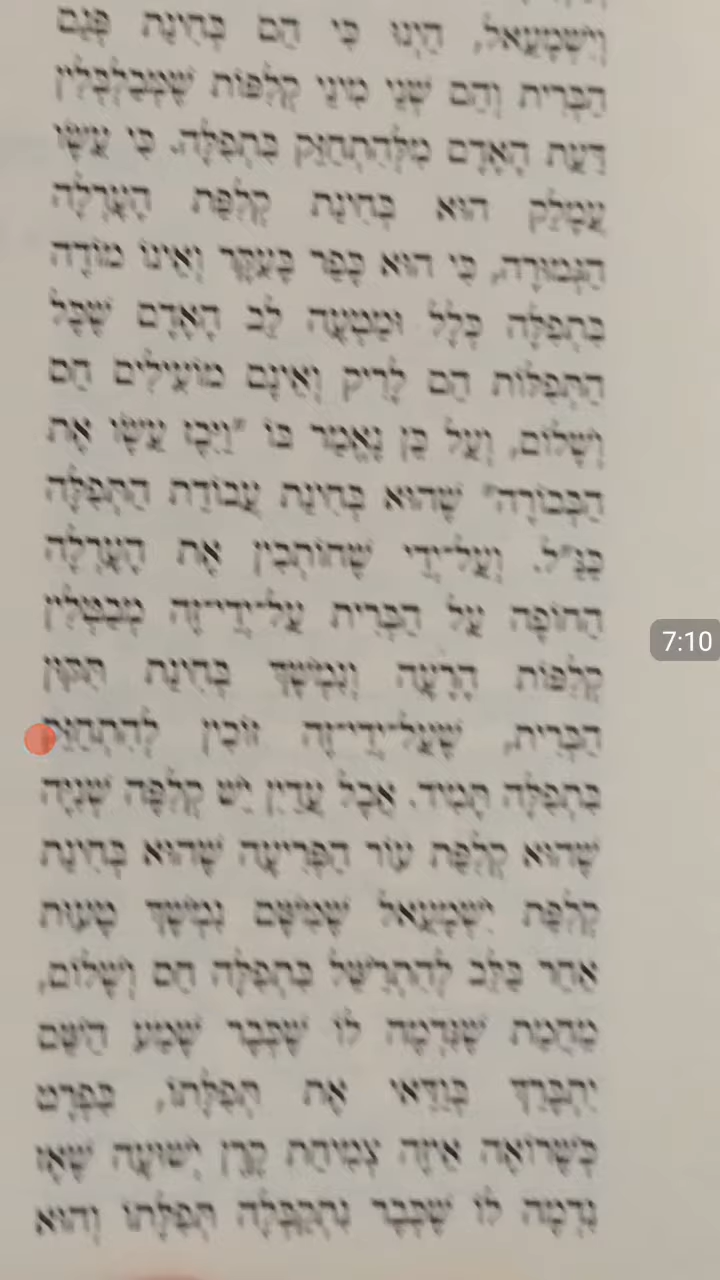 וְיִשְׁמָעֵאל, הַיְנוּ כִּי הֵם בְּחִינַת פְּגַם
הַבְּרִית וְהֵם שְׁנֵי מִינֵי קְלִפּוֹת שֶׁמְּבַלְבְּלִין
דַּעַת הָאָדָם מִלְּהִתְחַזֵּק בִּתְפִלָּה. כִּי עֵשָׂו
עֲמָלֵק הוּא בְּחִינַת קְלִפַּת הָעָרְלָה
הַגְּמוּרָה, כִּי הוּא כָּפַר בָּעִקָּר וְאֵינוֹ מוֹדֶה
בִּתְפִלָּה כְּלָל וּמַטְעֶה לֵב הָאָדָם שֶׁכָּל
הַתְּפִלּוֹת הֵם לָרִיק וְאֵינָם מוֹעִילִים חַס
וְשָׁלוֹם, וְעַל כֵּן נֶאֱמַר בּוֹ "וַיִּבֶז עֵשָׂו אֶת
הַבְּכוֹרָה" שֶׁהוּא בְּחִינַת עֲבוֹדַת הַתְּפִלָּה
כַּנַּ"ל. וְעַל־יְדֵי שֶׁחוֹתְכִין אֶת הָעָרְלָה
הַחוֹפָה עַל הַבְּרִית עַל־יְדֵי־זֶה מְבַטְּלִין
קְלִפּוֹת הָרָעָה וְנִמְשָׁךְ בְּחִינַת תִּקּוּן
הַבְּרִית, שֶׁעַל־יְדֵי־זֶה זוֹכִין לְהִתְחַזֵּק
בִּתְפִלָּה תָּמִיד. אֲבָל עֲדַיִן יֵשׁ קְלִפָּה שְׁנִיָּה
שֶׁהוּא קְלִפַּת עוֹר הַפְּרִיעָה שֶׁהוּא בְּחִינַת
קְלִפַּת יִשְׁמָעֵאל שֶׁמִּשָּׁם נִמְשָׁךְ טָעוּת
אַחֵר בַּלֵּב לְהִתְרַשֵּׁל בִּתְפִלָּה חַס וְשָׁלוֹם,
מֵחֲמַת שֶׁנִּדְמֶה לוֹ שֶׁכְּבָר שָׁמַע הַשֵּׁם
יִתְבָּרַךְ בְּוַדַּאי אֶת תְּפִלָּתוֹ, בִּפְרָט
כְּשֶׁרוֹאֶה אֵיזֶה צְמִיחַת קֶרֶן יְשׁוּעָה שֶׁאָז
נִדְמֶה לוֹ שֶׁכְּבָר נִתְקַבְּלָה תְּפִלָּתוֹ וְהוּא
7:10